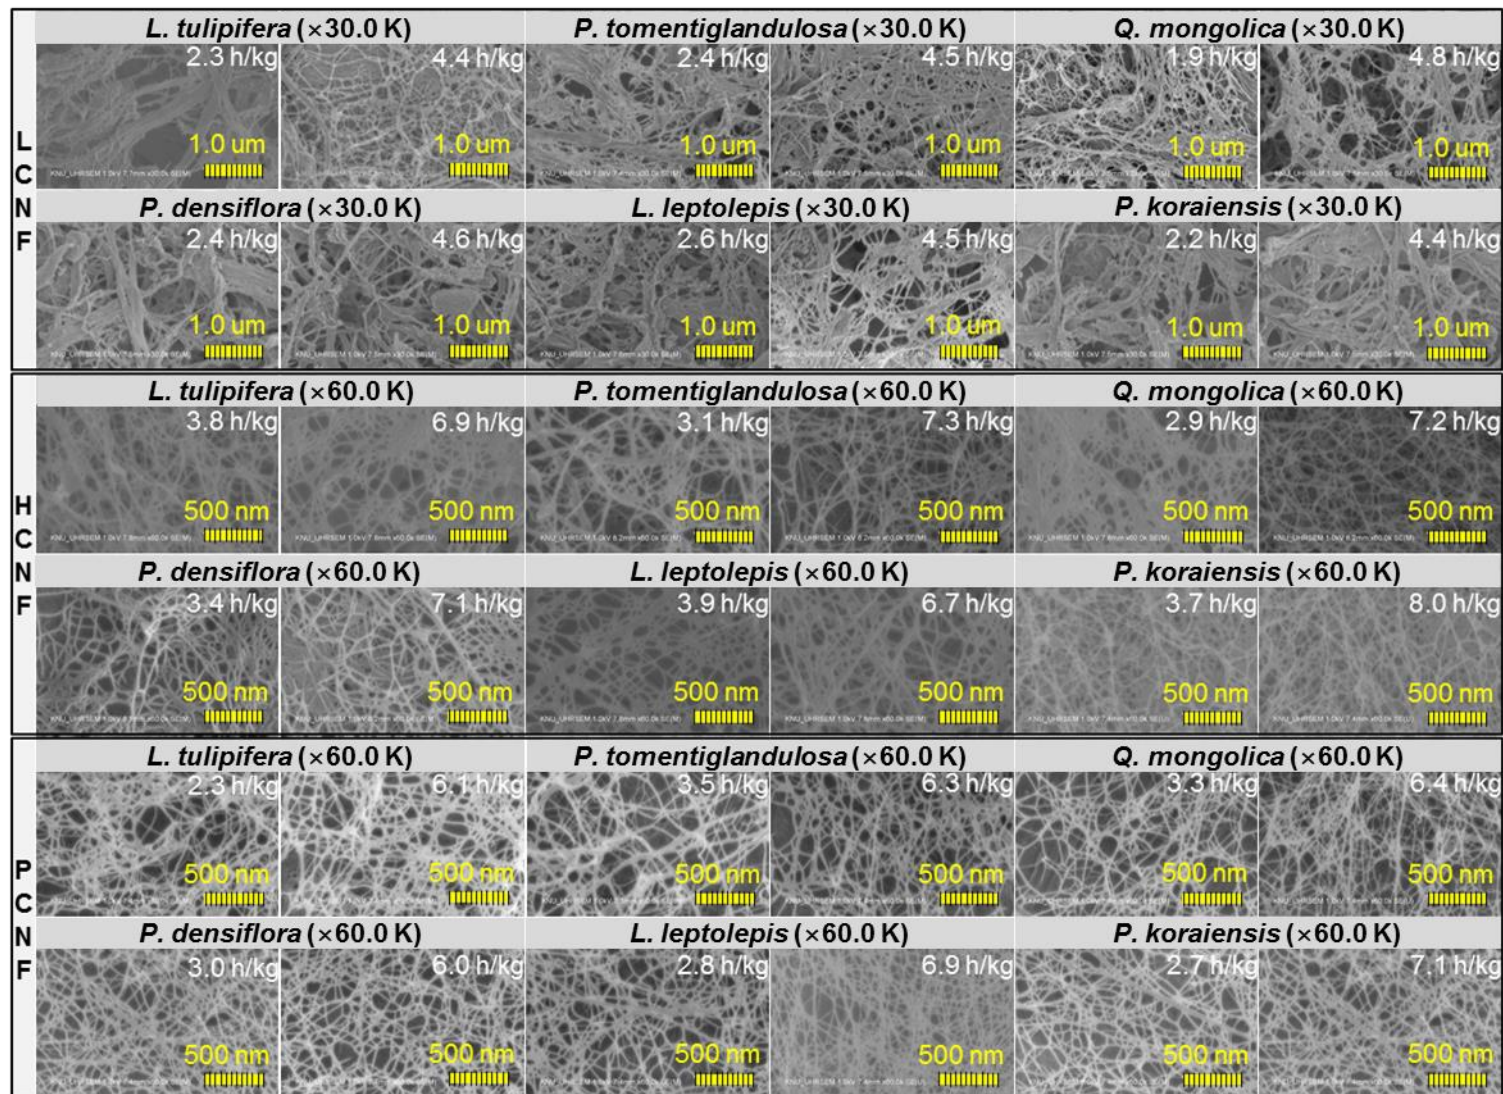 LCNF
L. tulipifera (×30.0 K) P. tomentiglandulosa (×30.0 K) Q. mongolica (×30.0 K)
2.3 h/kg 4.4 h/kg 2.4 h/kg 4.5 h/kg 1.9 h/kg 4.8 h/kg
1.0 um 1.0 um 1.0 um 1.0 um 1.0 um 1.0 um
P. densiflora (×30.0 K) L. leptolepis (×30.0 K) P. koraiensis (×30.0 K)
2.4 h/kg 4.6 h/kg 2.6 h/kg 4.5 h/kg 2.2 h/kg 4.4 h/kg
1.0 um 1.0 um 1.0 um 1.0 um 1.0 um 1.0 um
HCNF
L. tulipifera (×60.0 K) P. tomentiglandulosa (×60.0 K) Q. mongolica (×60.0 K)
3.8 h/kg 6.9 h/kg 3.1 h/kg 7.3 h/kg 2.9 h/kg 7.2 h/kg
500 nm 500 nm 500 nm 500 nm 500 nm 500 nm
P. densiflora (×60.0 K) L. leptolepis (×60.0 K) P. koraiensis (×60.0 K)
3.4 h/kg 7.1 h/kg 3.9 h/kg 6.7 h/kg 3.7 h/kg 8.0 h/kg
500 nm 500 nm 500 nm 500 nm 500 nm 500 nm
PCNF
L. tulipifera (×60.0 K) P. tomentiglandulosa (×60.0 K) Q. mongolica (×60.0 K)
2.3 h/kg 6.1 h/kg 3.5 h/kg 6.3 h/kg 3.3 h/kg 6.4 h/kg
500 nm 500 nm 500 nm 500 nm 500 nm 500 nm
P. densiflora (×60.0 K) L. leptolepis (×60.0 K) P. koraiensis (×60.0 K)
3.0 h/kg 6.0 h/kg 2.8 h/kg 6.9 h/kg 2.7 h/kg 7.1 h/kg
500 nm 500 nm 500 nm 500 nm 500 nm 500 nm